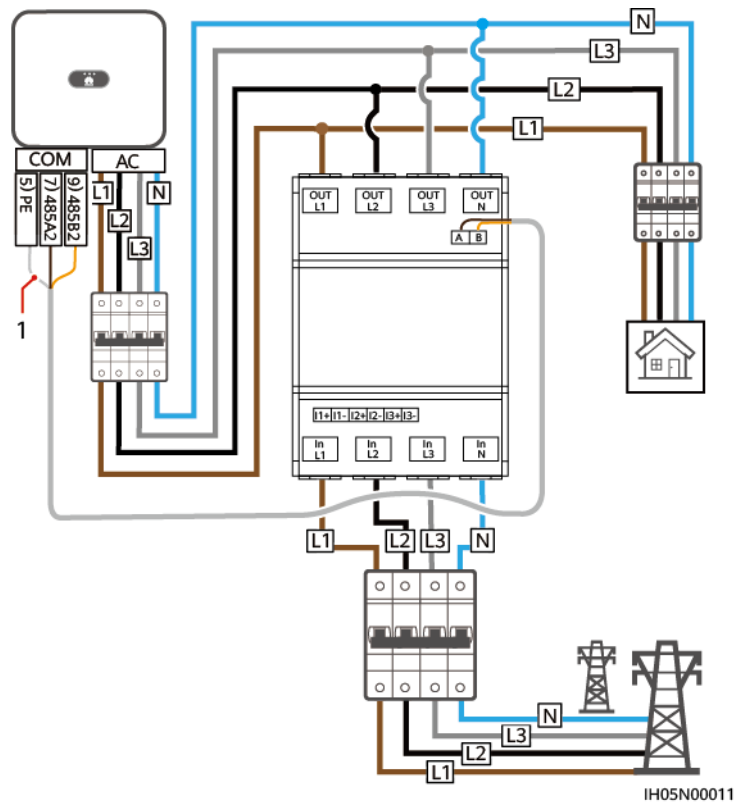 N
L3
L2
L1
COM
AC
5) PE
7) 485A2
9) 485B2
L1
L2
L3
N
1
OUT L1
OUT L2
OUT L3
OUT N
A B
I1+ I1- I2+ I2- I3+ I3-
In L1
In L2
In L3
In N
L1
L2
L3
N
N
L3
L2
L1
IH05N00011